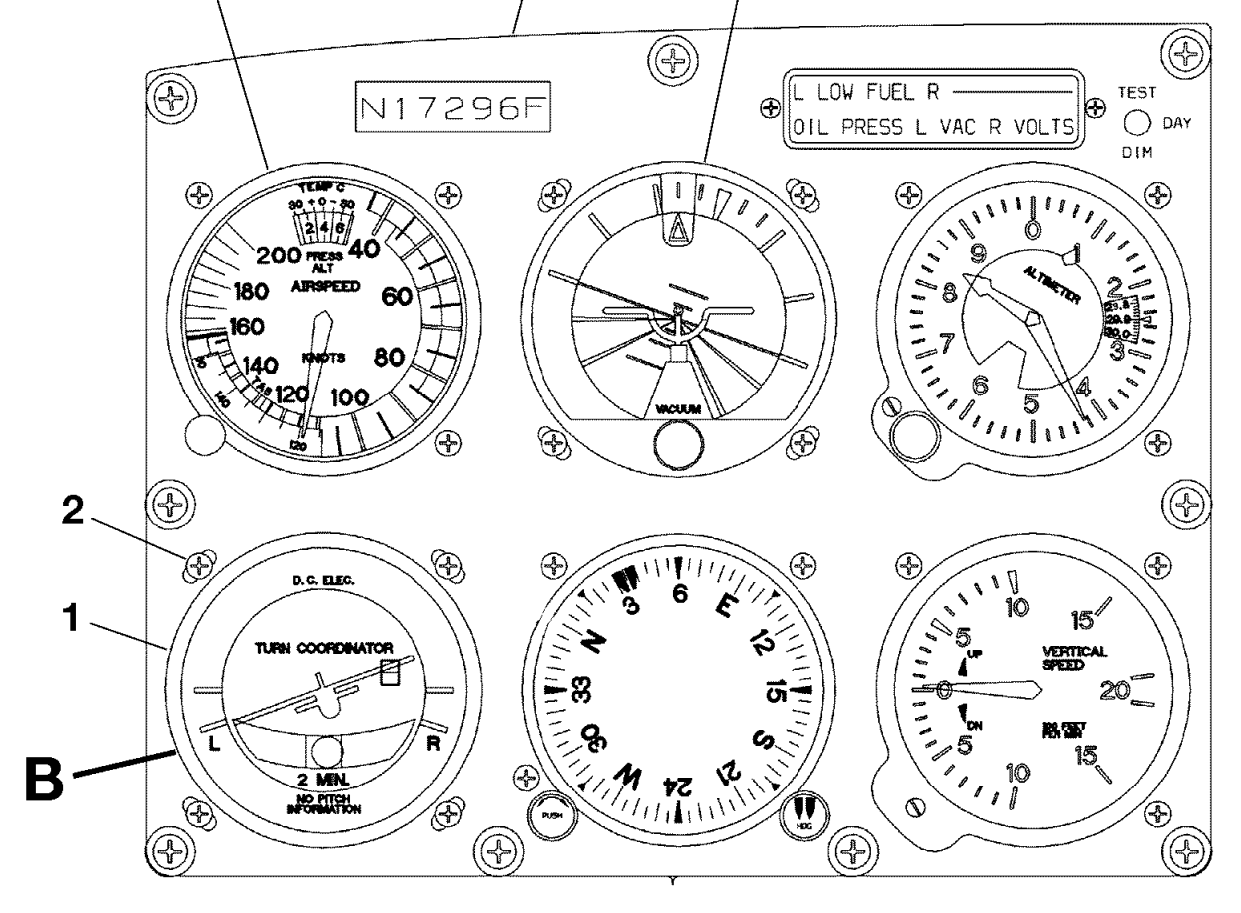 N17296F
L LOW FUEL R
OIL PRESS L VAC R VOLTS
TEST
DAY
DIM
TEMP C
30 + 0 - 30
2 4 6
PRESS
ALT
AIRSPEED
KNOTS
TAS
40
60
80
100
120
140
160
180
200
140
120
VACUUM
ALTIMETER
0
1
2
3
4
5
6
7
8
9
29.9
30.0
2
1
B
D.C. ELEC.
TURN COORDINATOR
L R
2 MIN.
NO PITCH
INFORMATION
3
6
E
12
15
S
21
24
W
30
33
N
PUSH
HDG
UP
DN
VERTICAL
SPEED
100 FEET
PER MIN
0
5
10
15
20
15
10
5